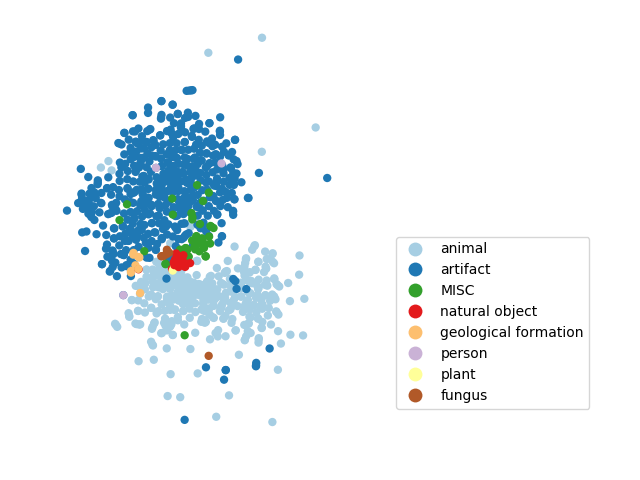 animal
artifact
MISC
natural object
geological formation
person
plant
fungus